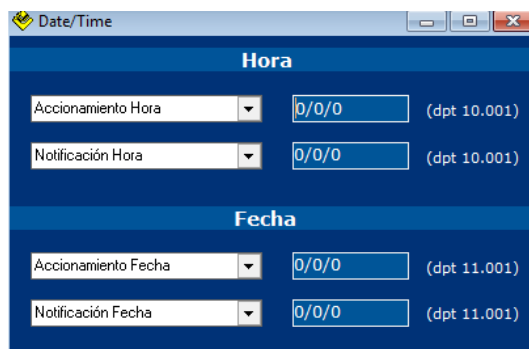 Date/Time
Hora
Accionamiento Hora 0/0/0 (dpt 10.001)
Notificación Hora 0/0/0 (dpt 10.001)
Fecha
Accionamiento Fecha 0/0/0 (dpt 11.001)
Notificación Fecha 0/0/0 (dpt 11.001)